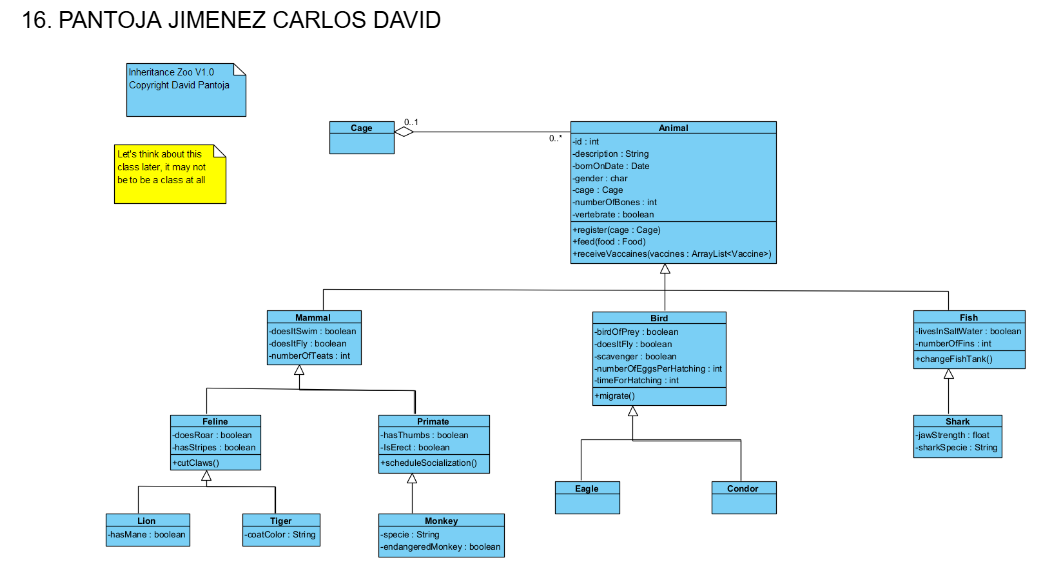 16. PANTOJA JIMENEZ CARLOS DAVID
Inheritance Zoo V1.0
Copyright David Pantoja
Let's think about this
class later, it may not
be to be a class at all
Cage
0..1
0..*
Animal
-id : int
-description : String
-bornOnDate : Date
-gender : char
-cage : Cage
-numberOfBones : int
-vertebrate : boolean
+register(cage : Cage)
+feed(food : Food)
+receiveVaccaines(vaccines : ArrayList<Vaccine>)
Mammal
-doesItSwim : boolean
-doesItFly : boolean
-numberOfTeats : int
Bird
-birdOfPrey : boolean
-doesItFly : boolean
-scavenger : boolean
-numberOfEggsPerHatching : int
-timeForHatching : int
+migrate()
Fish
-livesInSaltWater : boolean
-numberOfFins : int
+changeFishTank()
Feline
-doesRoar : boolean
-hasStripes : boolean
+cutClaws()
Primate
-hasThumbs : boolean
-IsErect : boolean
+scheduleSocialization()
Shark
-jawStrength : float
-sharkSpecie : String
Eagle
Condor
Lion
-hasMane : boolean
Tiger
-coatColor : String
Monkey
-specie : String
-endangeredMonkey : boolean